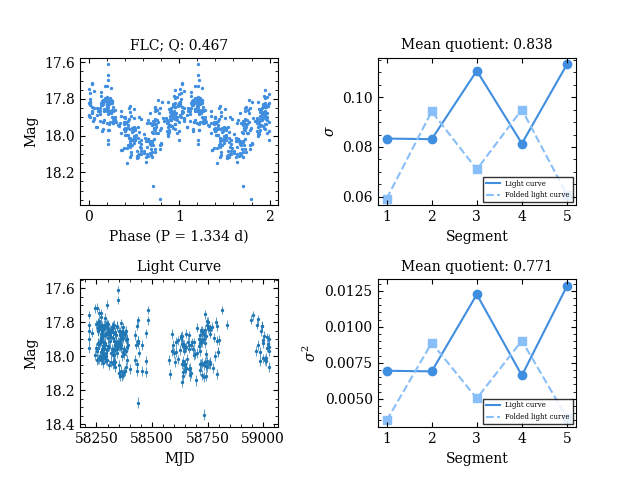 FLC; Q: 0.467
Mag
17.6
17.8
18.0
18.2
0
1
2
Phase (P = 1.334 d)
Mean quotient: 0.838
σ
0.10
0.08
0.06
Light curve
Folded light curve
1
2
3
4
5
Segment
Light Curve
Mag
17.6
17.8
18.0
18.2
18.4
58250
58500
58750
59000
MJD
Mean quotient: 0.771
σ²
0.0125
0.0100
0.0075
0.0050
Light curve
Folded light curve
1
2
3
4
5
Segment